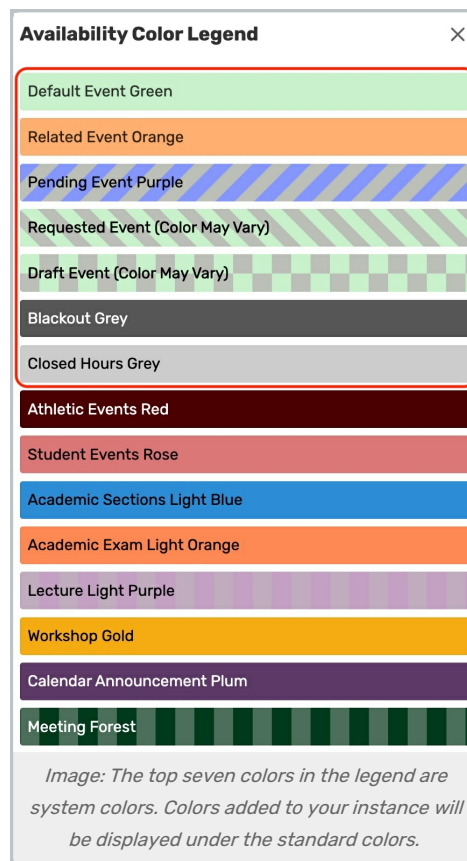 Availability Color Legend
Default Event Green
Related Event Orange
Pending Event Purple
Requested Event (Color May Vary)
Draft Event (Color May Vary)
Blackout Grey
Closed Hours Grey
Athletic Events Red
Student Events Rose
Academic Sections Light Blue
Academic Exam Light Orange
Lecture Light Purple
Workshop Gold
Calendar Announcement Plum
Meeting Forest
Image: The top seven colors in the legend are
system colors. Colors added to your instance will
be displayed under the standard colors.